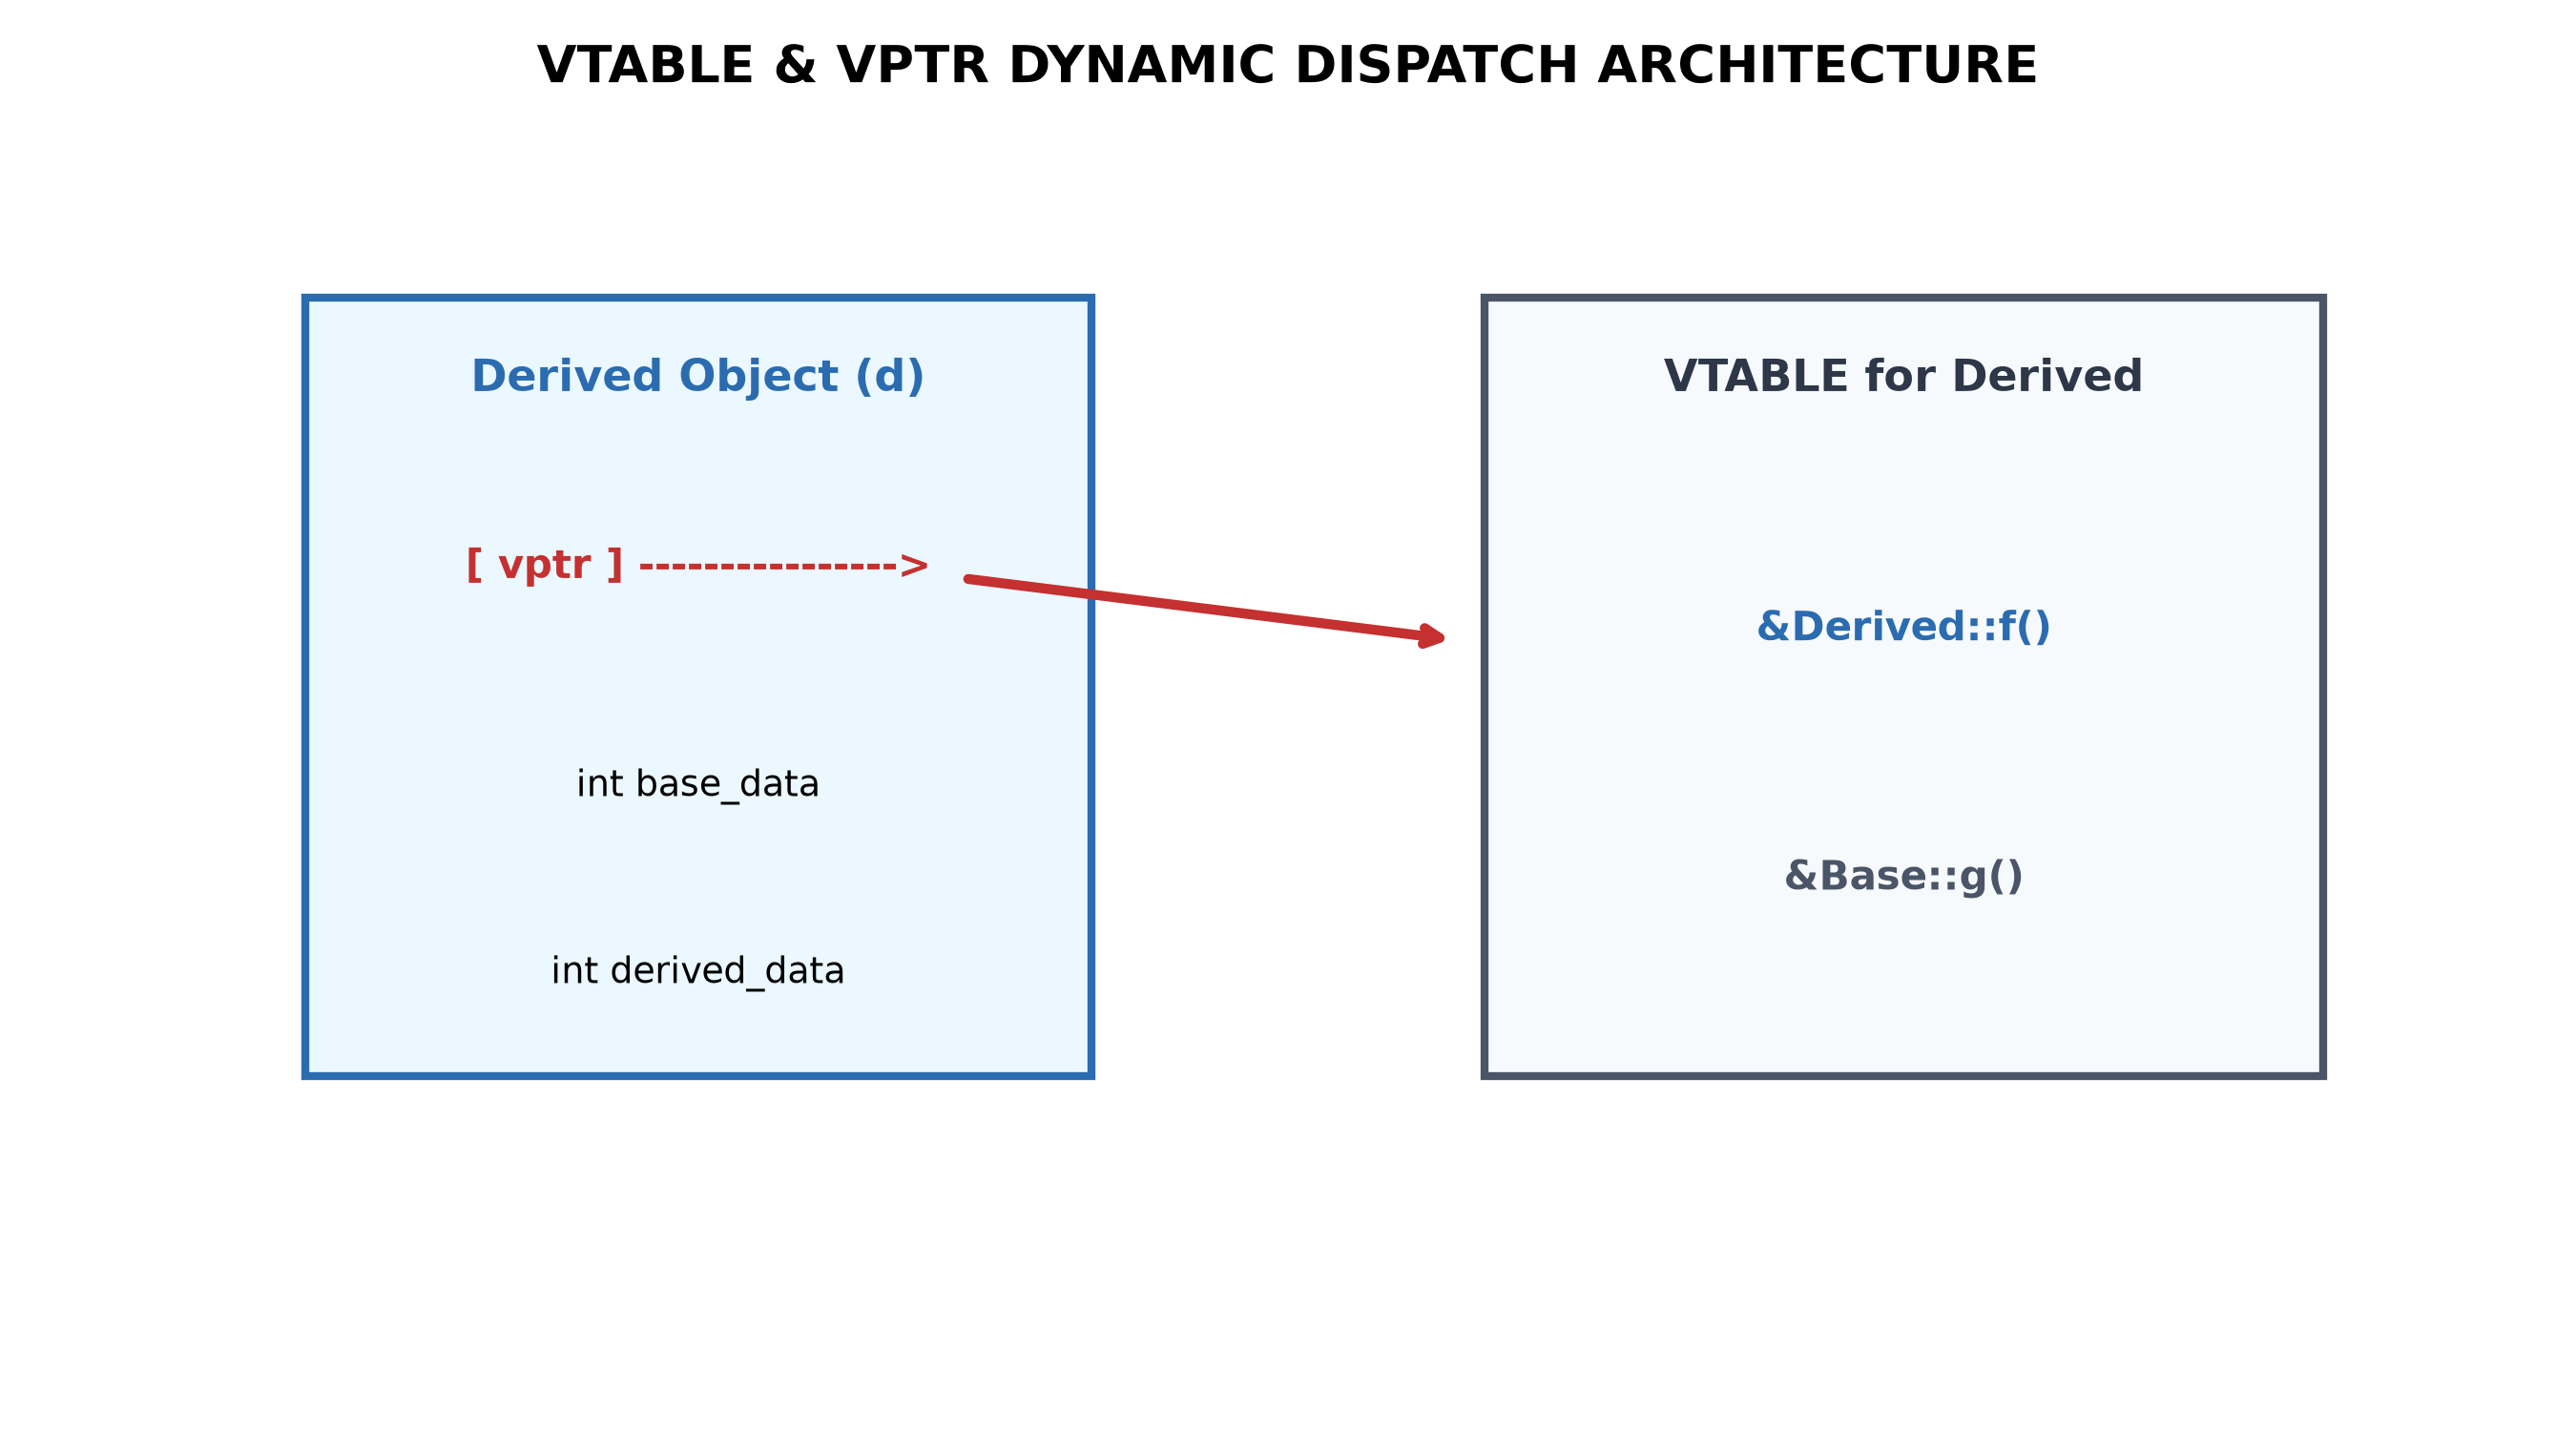 VTABLE & VPTR DYNAMIC DISPATCH ARCHITECTURE
Derived Object (d)
[ vptr ] ---------------->
int base_data
int derived_data
VTABLE for Derived
&Derived::f()
&Base::g()